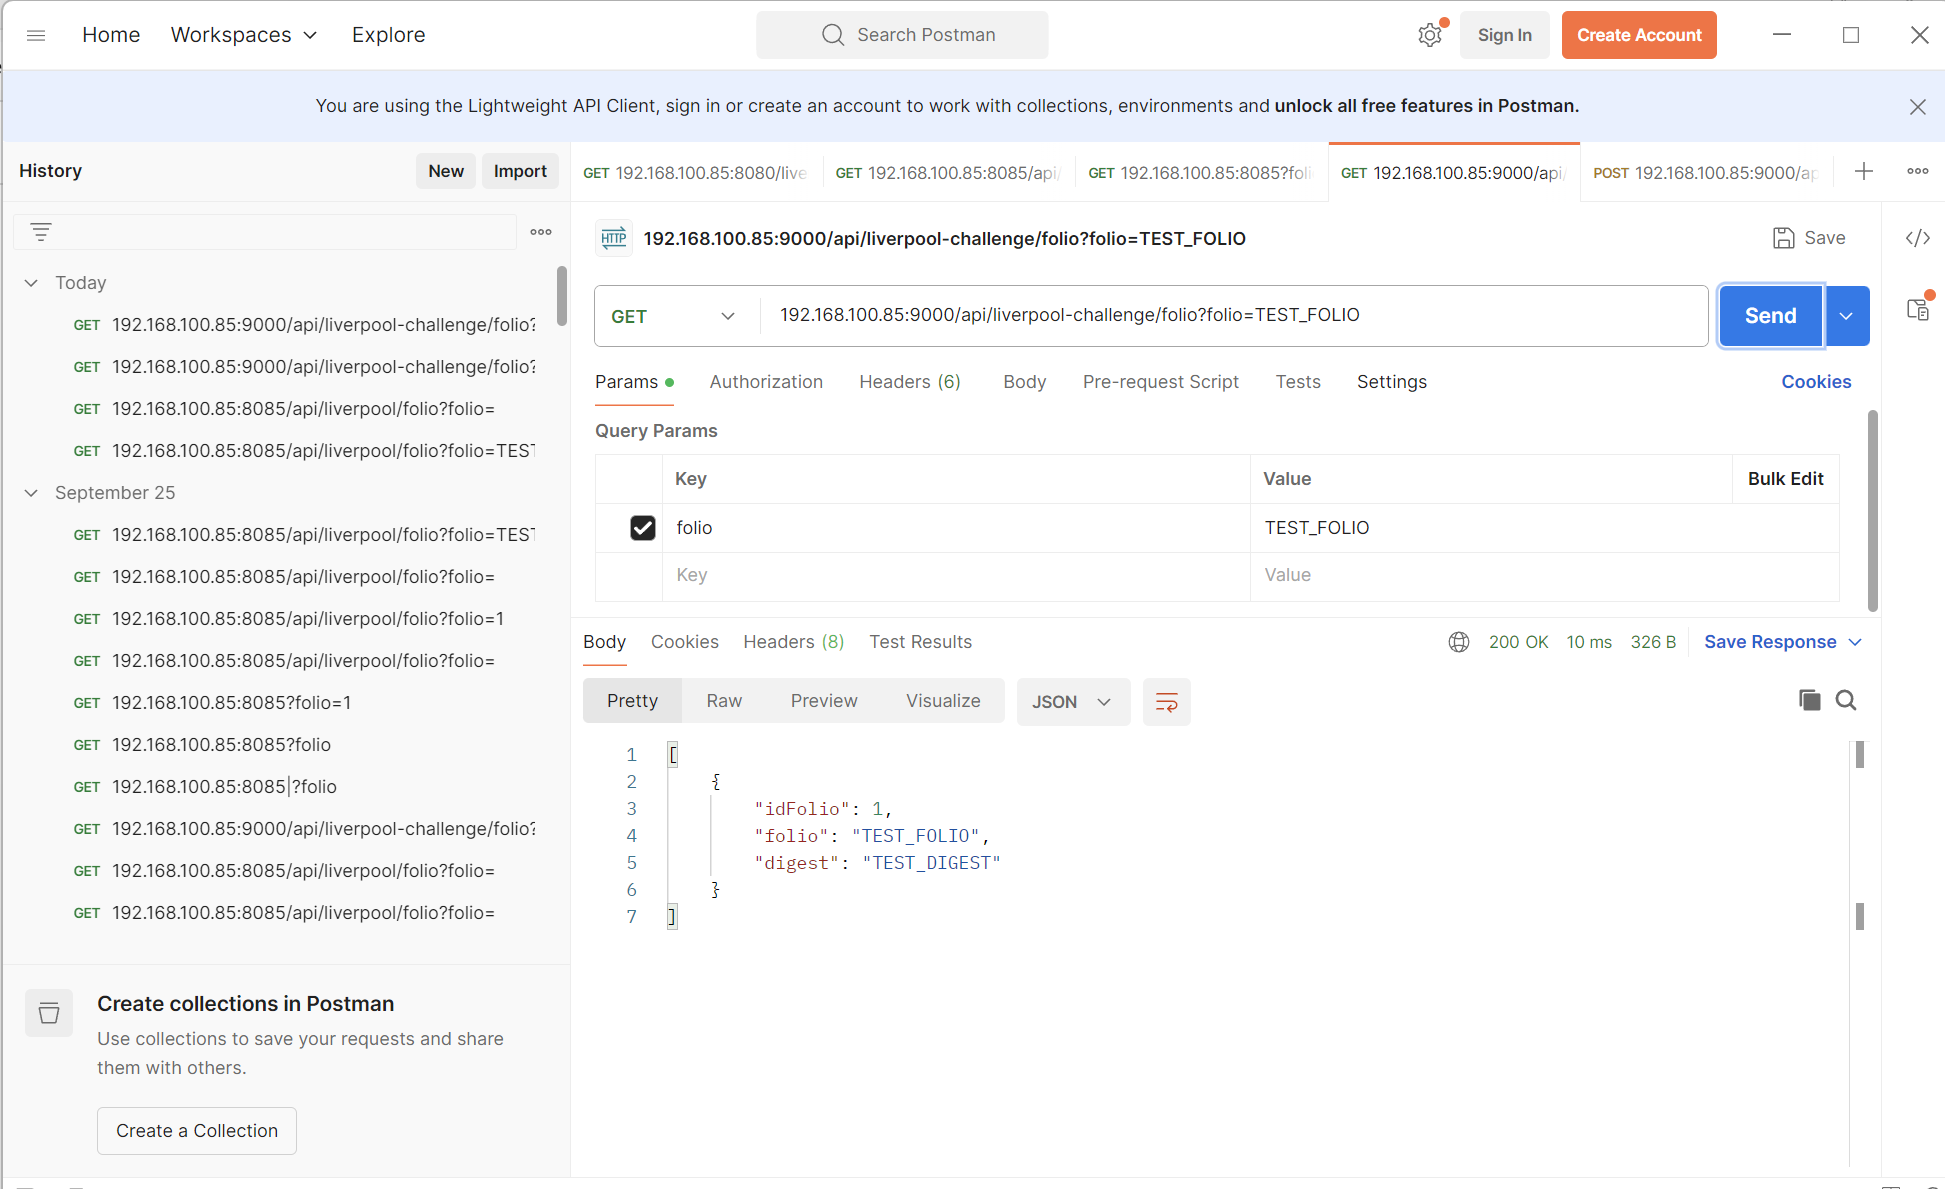 Home Workspaces Explore Search Postman Sign In Create Account
You are using the Lightweight API Client, sign in or create an account to work with collections, environments and unlock all free features in Postman.
History New Import
GET 192.168.100.85:8080/live GET 192.168.100.85:8085/api/ GET 192.168.100.85:8085?foli GET 192.168.100.85:9000/api/ POST 192.168.100.85:9000/ap
HTTP 192.168.100.85:9000/api/liverpool-challenge/folio?folio=TEST_FOLIO Save
GET 192.168.100.85:9000/api/liverpool-challenge/folio?folio=TEST_FOLIO Send
Params Authorization Headers (6) Body Pre-request Script Tests Settings Cookies
Query Params
Key Value Bulk Edit
folio TEST_FOLIO
Key Value
Today
GET 192.168.100.85:9000/api/liverpool-challenge/folio?
GET 192.168.100.85:9000/api/liverpool-challenge/folio?
GET 192.168.100.85:8085/api/liverpool/folio?folio=
GET 192.168.100.85:8085/api/liverpool/folio?folio=TEST
September 25
GET 192.168.100.85:8085/api/liverpool/folio?folio=TEST
GET 192.168.100.85:8085/api/liverpool/folio?folio=
GET 192.168.100.85:8085/api/liverpool/folio?folio=1
GET 192.168.100.85:8085/api/liverpool/folio?folio=
GET 192.168.100.85:8085?folio=1
GET 192.168.100.85:8085?folio
GET 192.168.100.85:8085|?folio
GET 192.168.100.85:9000/api/liverpool-challenge/folio?
GET 192.168.100.85:8085/api/liverpool/folio?folio=
GET 192.168.100.85:8085/api/liverpool/folio?folio=
Create collections in Postman
Use collections to save your requests and share
them with others.
Create a Collection
Body Cookies Headers (8) Test Results 200 OK 10 ms 326 B Save Response
Pretty Raw Preview Visualize JSON
1 [
2 {
3 "idFolio": 1,
4 "folio": "TEST_FOLIO",
5 "digest": "TEST_DIGEST"
6 }
7 ]